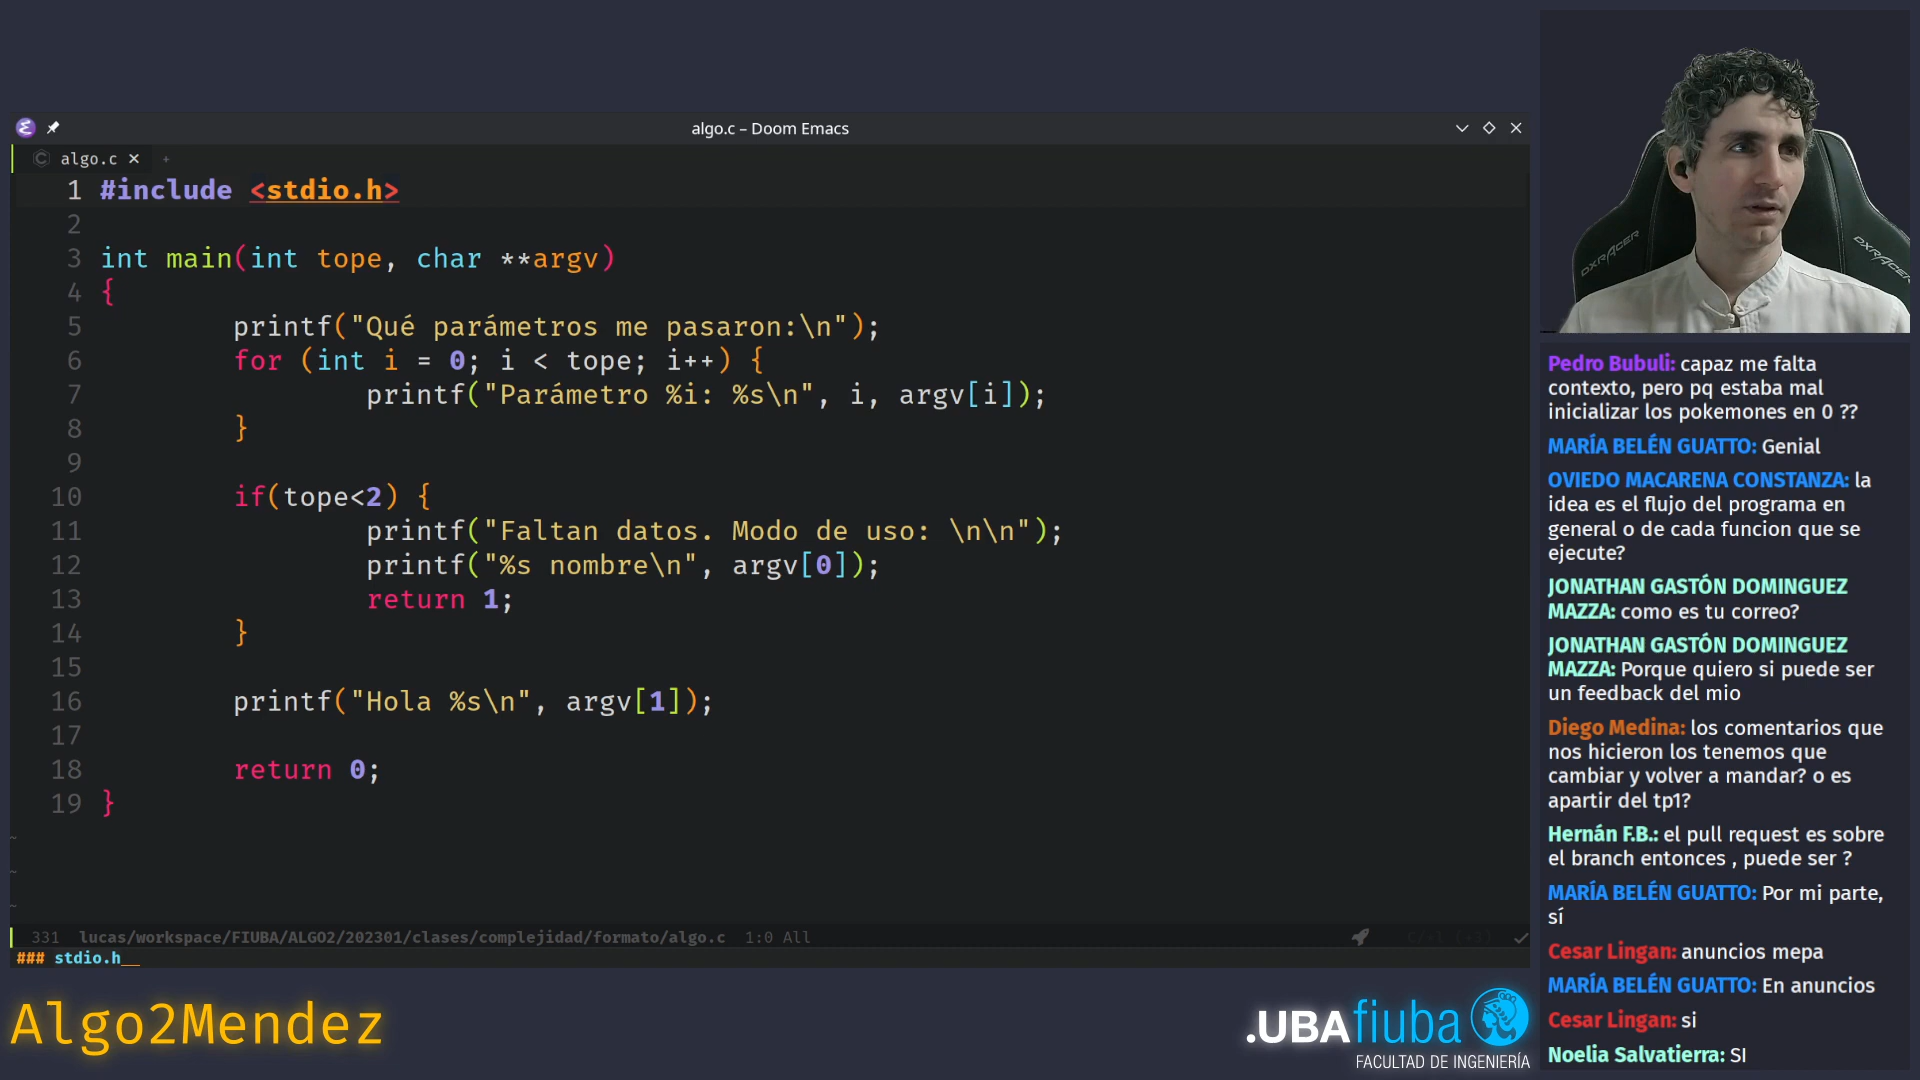 algo.c – Doom Emacs
algo.c
1 #include <stdio.h>
2
3 int main(int tope, char **argv)
4 {
5 printf("Qué parámetros me pasaron:\n");
6 for (int i = 0; i < tope; i++) {
7 printf("Parámetro %i: %s\n", i, argv[i]);
8 }
9
10 if(tope<2) {
11 printf("Faltan datos. Modo de uso: \n\n");
12 printf("%s nombre\n", argv[0]);
13 return 1;
14 }
15
16 printf("Hola %s\n", argv[1]);
17
18 return 0;
19 }
~
~
~
331 lucas/workspace/FIUBA/ALGO2/202301/clases/complejidad/formato/algo.c 1:0 All
### stdio.h__
Algo2Mendez
.UBAfiuba
FACULTAD DE INGENIERÍA
DXRACER
DXRACER
Pedro Bubuli: capaz me falta
contexto, pero pq estaba mal
inicializar los pokemones en 0 ??
MARÍA BELÉN GUATTO: Genial
OVIEDO MACARENA CONSTANZA: la
idea es el flujo del programa en
general o de cada funcion que se
ejecute?
JONATHAN GASTÓN DOMINGUEZ
MAZZA: como es tu correo?
JONATHAN GASTÓN DOMINGUEZ
MAZZA: Porque quiero si puede ser
un feedback del mio
Diego Medina: los comentarios que
nos hicieron los tenemos que
cambiar y volver a mandar? o es
apartir del tp1?
Hernán F.B.: el pull request es sobre
el branch entonces , puede ser ?
MARÍA BELÉN GUATTO: Por mi parte,
sí
Cesar Lingan: anuncios mepa
MARÍA BELÉN GUATTO: En anuncios
Cesar Lingan: si
Noelia Salvatierra: SI